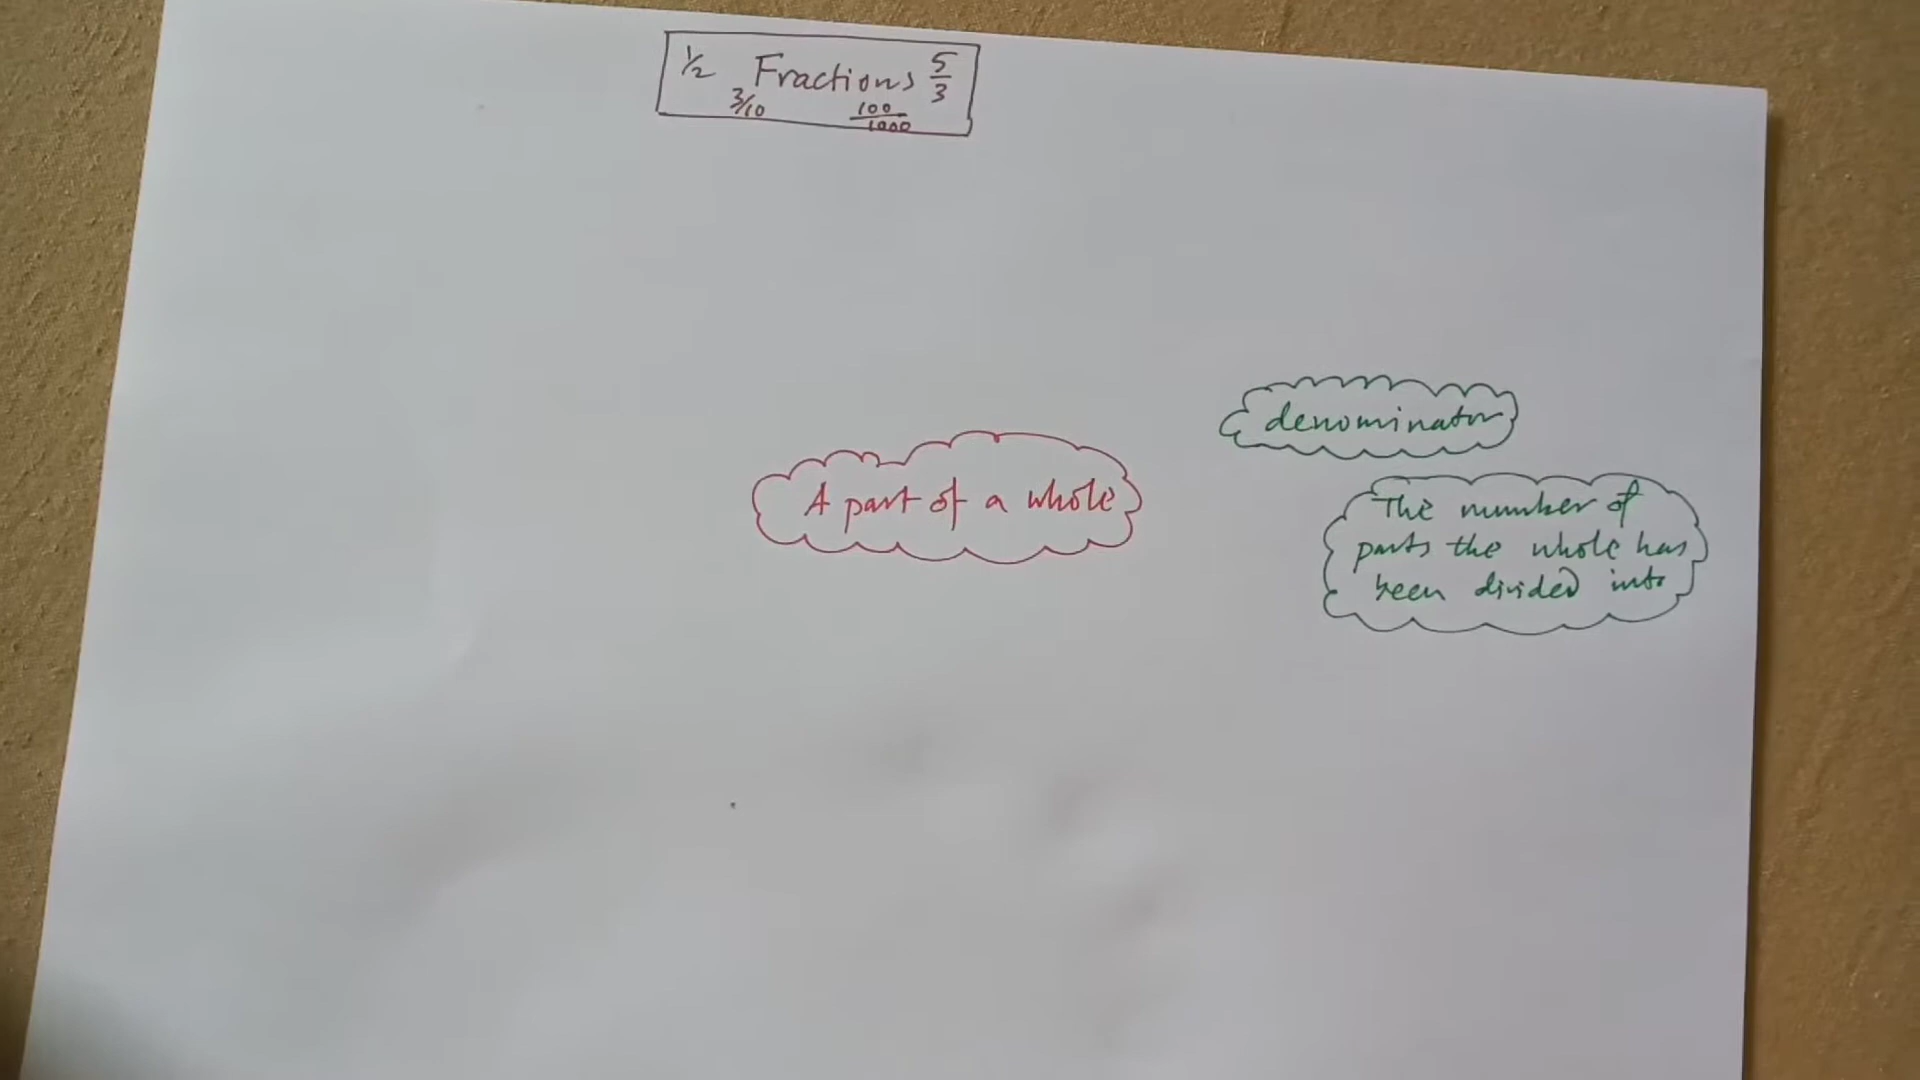 1/2 Fractions 5/3
3/10 100/1000
denominator
A part of a whole
The number of
parts the whole has
been divided into